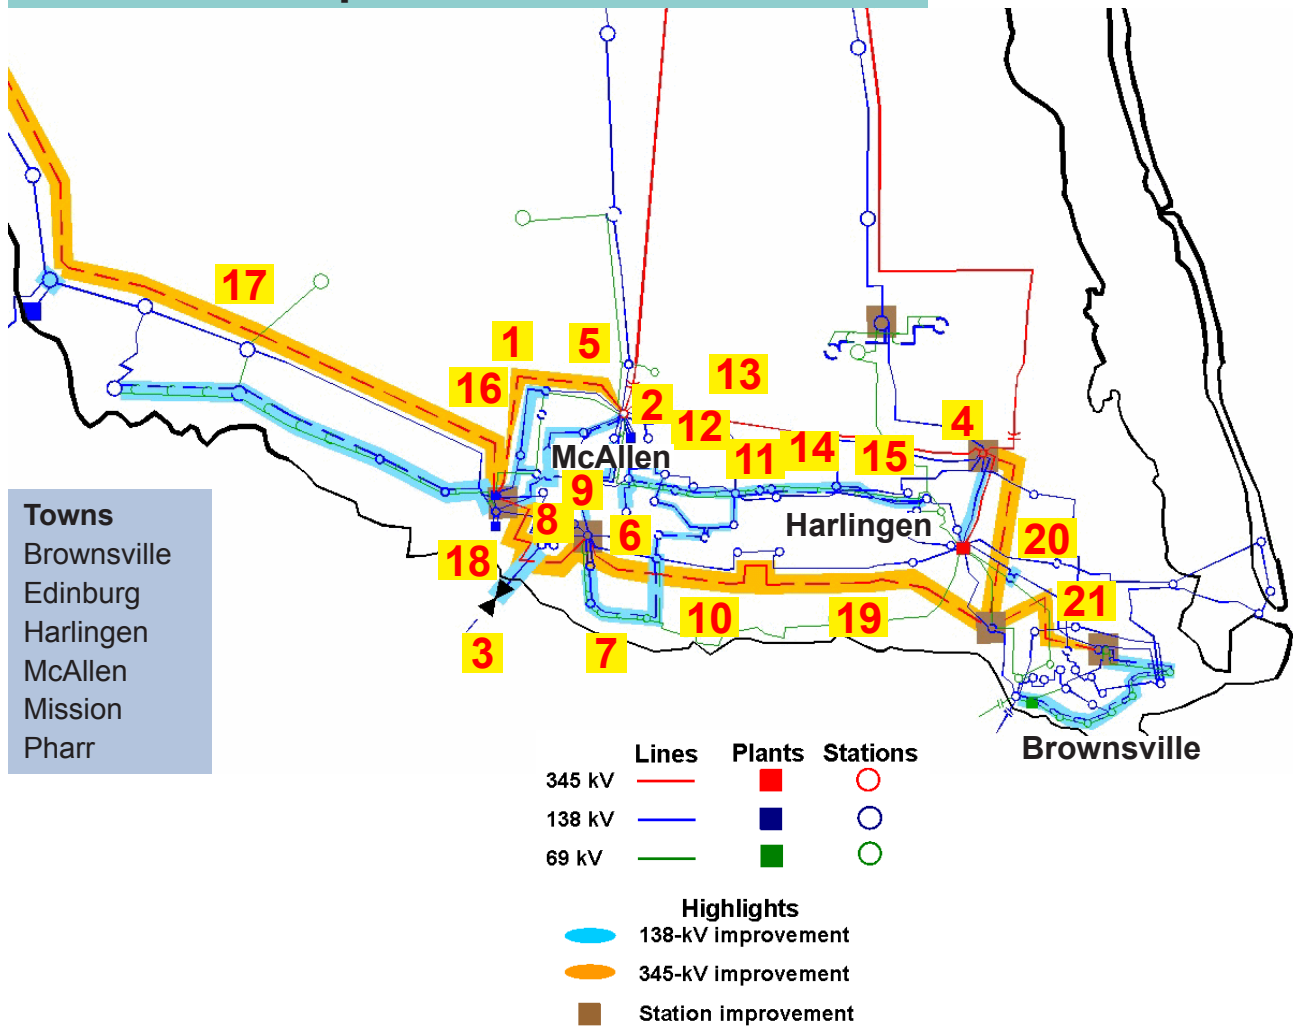 17
1
5
16
13
2
12
4
McAllen
11
14
15
9
8
6
Harlingen
18
20
21
3
7
10
19
Towns
Brownsville
Edinburg
Harlingen
McAllen
Mission
Pharr
Brownsville
Lines Plants Stations
345 kV
138 kV
69 kV
Highlights
138-kV improvement
345-kV improvement
Station improvement